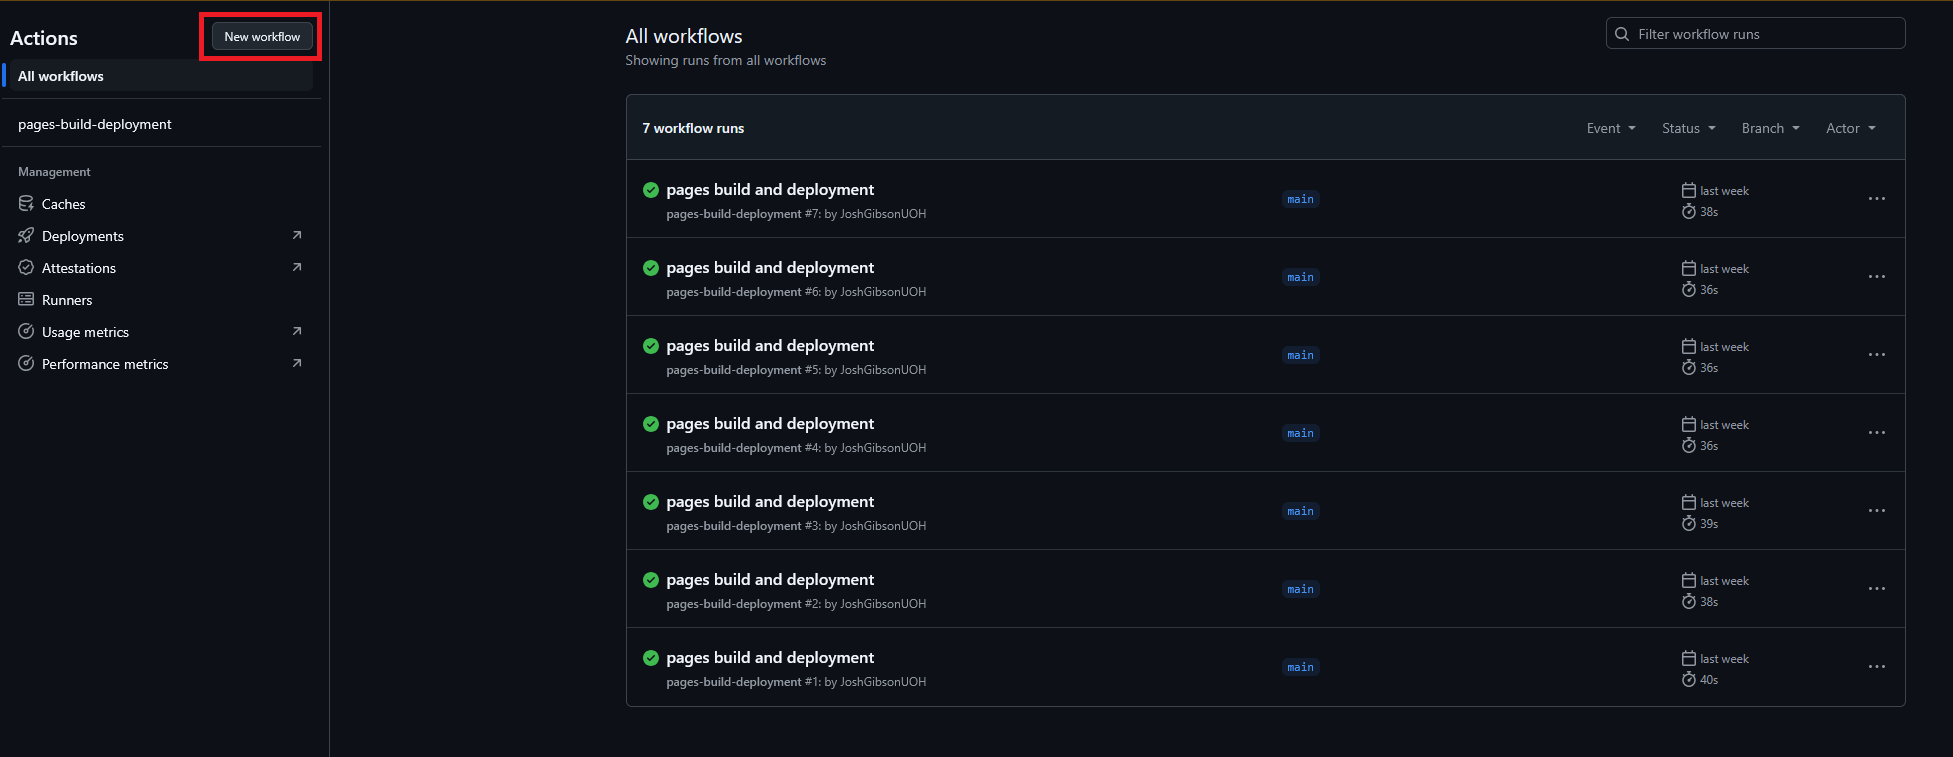 Actions
New workflow
All workflows
pages-build-deployment
Management
Caches
Deployments
Attestations
Runners
Usage metrics
Performance metrics
All workflows
Showing runs from all workflows
Filter workflow runs
7 workflow runs
Event
Status
Branch
Actor
pages build and deployment
pages-build-deployment #7: by JoshGibsonUOH
main
last week
38s
pages build and deployment
pages-build-deployment #6: by JoshGibsonUOH
main
last week
36s
pages build and deployment
pages-build-deployment #5: by JoshGibsonUOH
main
last week
36s
pages build and deployment
pages-build-deployment #4: by JoshGibsonUOH
main
last week
36s
pages build and deployment
pages-build-deployment #3: by JoshGibsonUOH
main
last week
39s
pages build and deployment
pages-build-deployment #2: by JoshGibsonUOH
main
last week
38s
pages build and deployment
pages-build-deployment #1: by JoshGibsonUOH
main
last week
40s